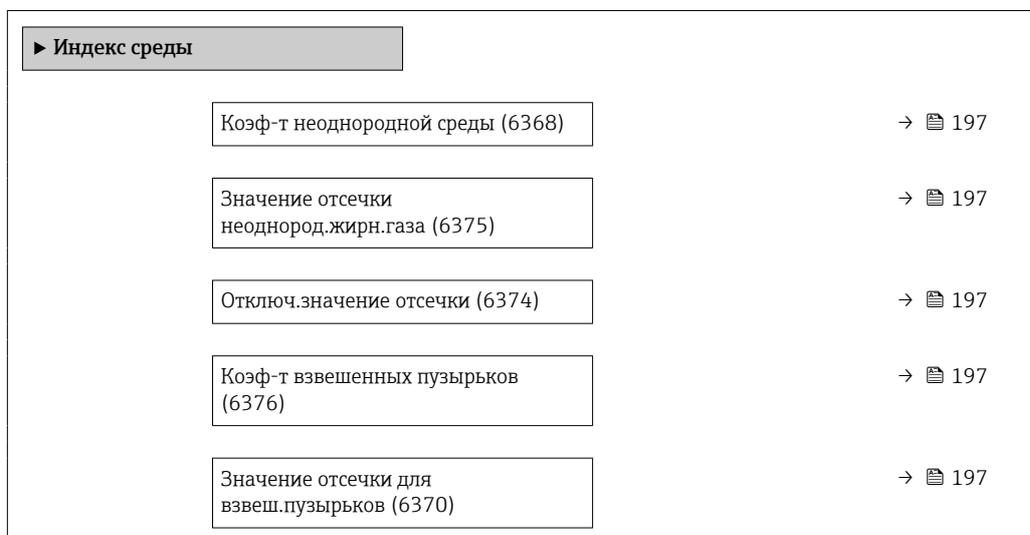 ▶ Индекс среды
Коэф-т неоднородной среды (6368) → 197
Значение отсечки → 197
неоднород.жирн.газа (6375)
Отключ.значение отсечки (6374) → 197
Коэф-т взвешенных пузырьков → 197
(6376)
Значение отсечки для → 197
взвеш.пузырьков (6370)